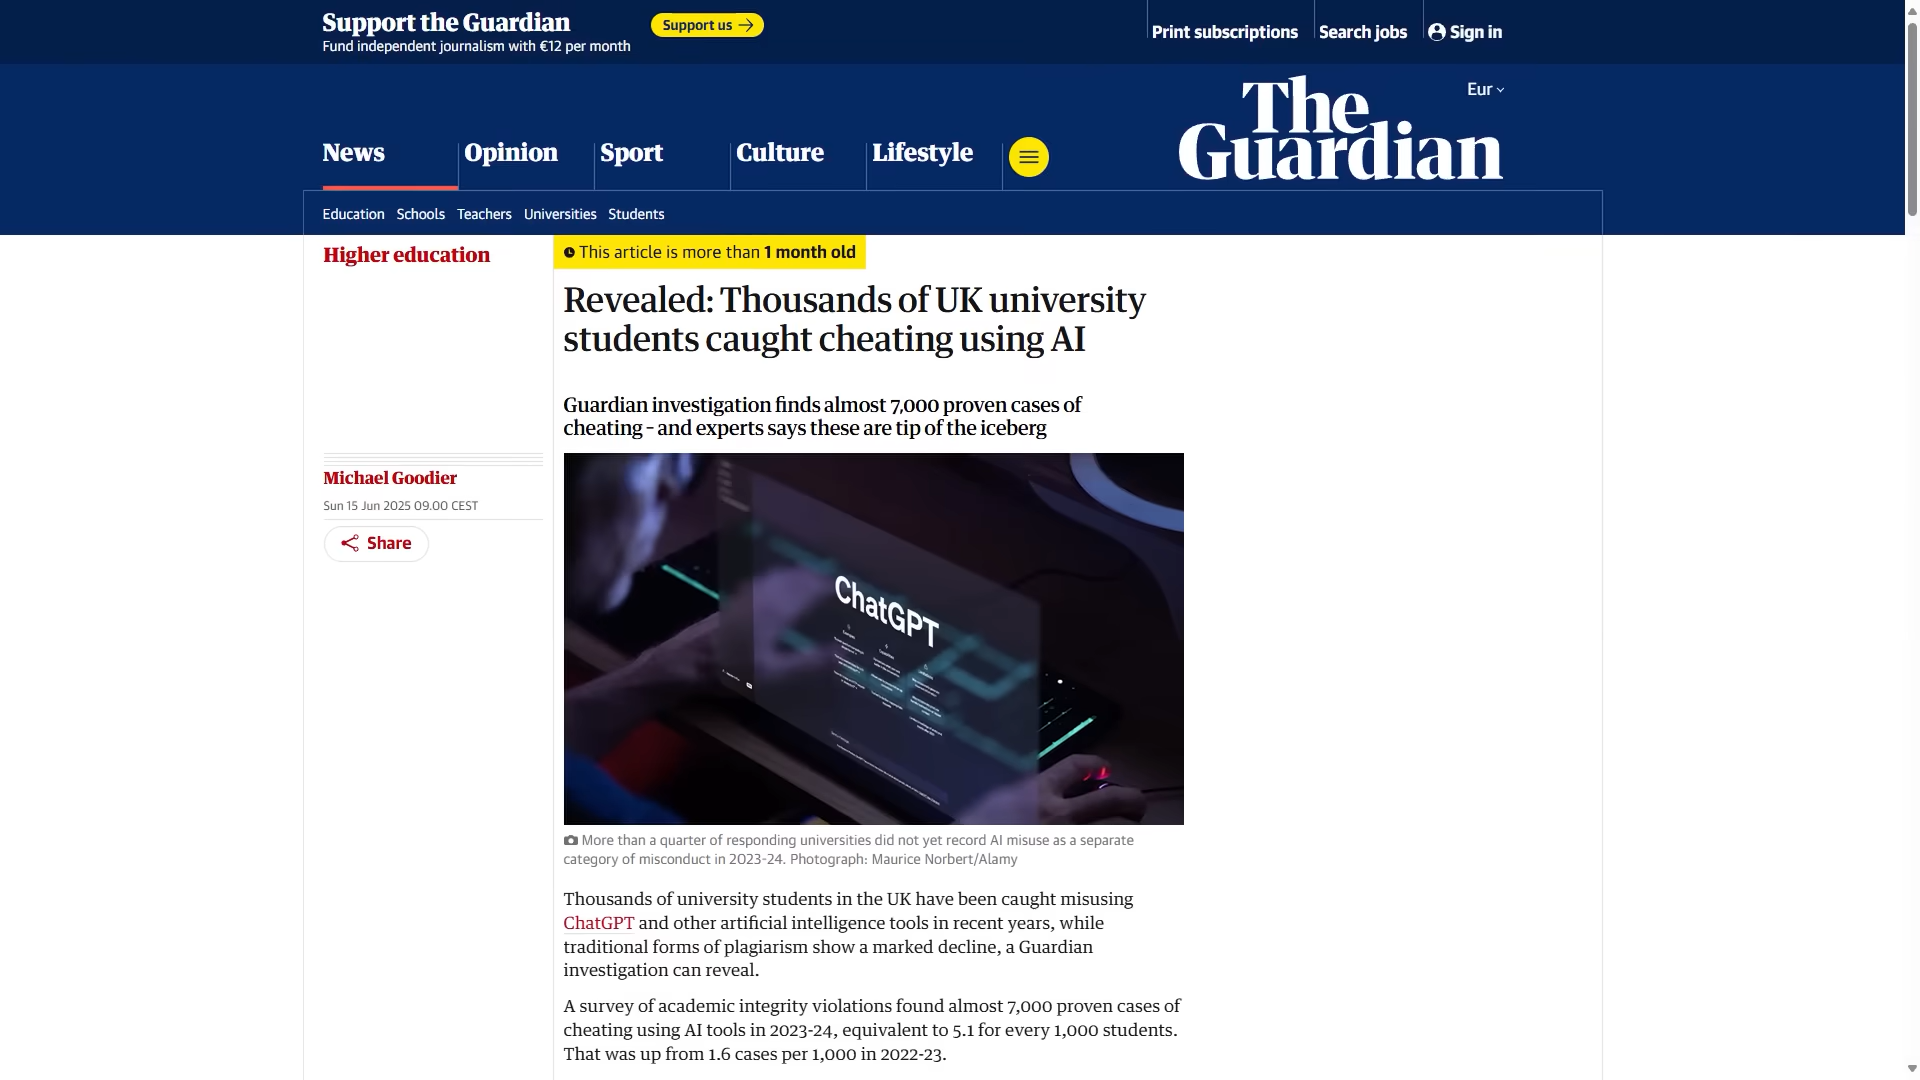 Support the Guardian
Fund independent journalism with €12 per month
Support us
Print subscriptions
Search jobs
Sign in
Eur
The
Guardian
News
Opinion
Sport
Culture
Lifestyle
Education
Schools
Teachers
Universities
Students
Higher education
This article is more than 1 month old
Revealed: Thousands of UK university
students caught cheating using AI
Guardian investigation finds almost 7,000 proven cases of
cheating – and experts says these are tip of the iceberg
Michael Goodier
Sun 15 Jun 2025 09.00 CEST
Share
ChatGPT
More than a quarter of responding universities did not yet record AI misuse as a separate
category of misconduct in 2023-24. Photograph: Maurice Norbert/Alamy
Thousands of university students in the UK have been caught misusing
ChatGPT and other artificial intelligence tools in recent years, while
traditional forms of plagiarism show a marked decline, a Guardian
investigation can reveal.
A survey of academic integrity violations found almost 7,000 proven cases of
cheating using AI tools in 2023-24, equivalent to 5.1 for every 1,000 students.
That was up from 1.6 cases per 1,000 in 2022-23.